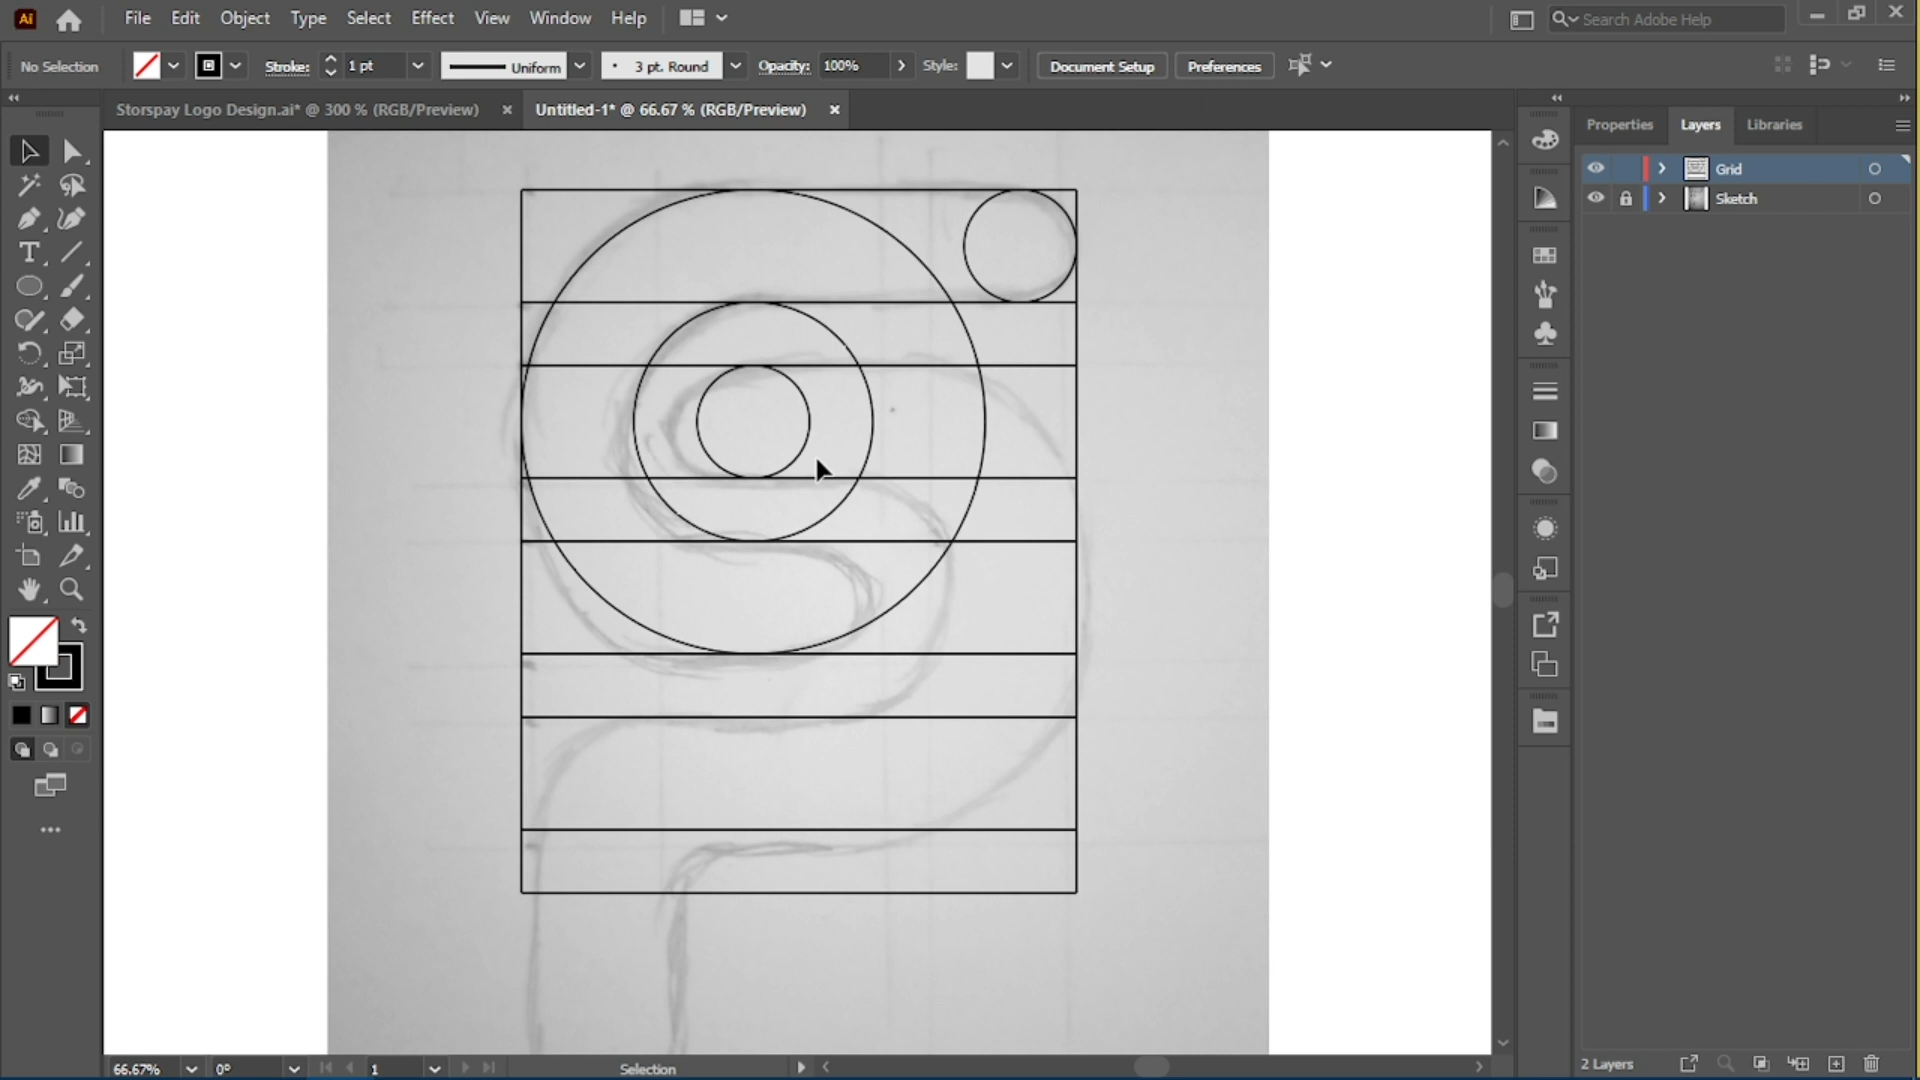 Ai File Edit Object Type Select Effect View Window Help Search Adobe Help
No Selection Stroke: 1 pt Uniform 3 pt. Round Opacity: 100% Style: Document Setup Preferences
Storspay Logo Design.ai* @ 300 % (RGB/Preview) × Untitled-1* @ 66.67 % (RGB/Preview) ×
Properties Layers Libraries
Grid
Sketch
66.67% 0° 1 Selection 2 Layers